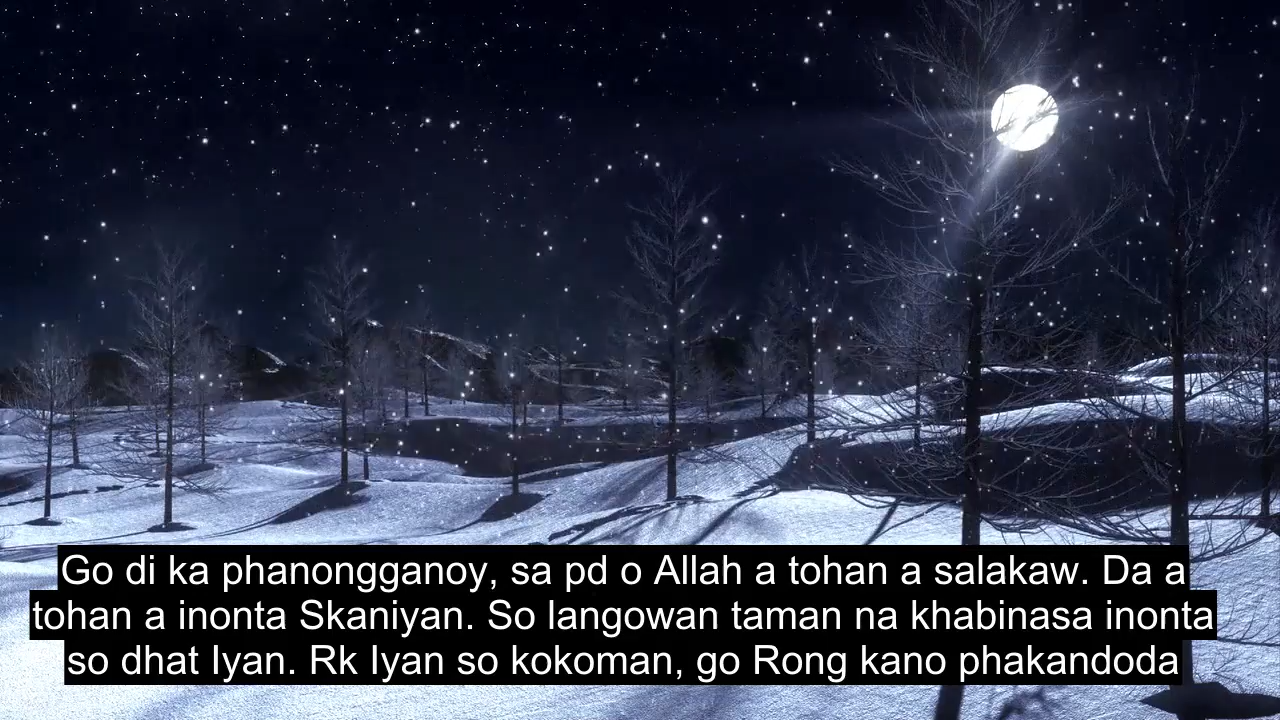 Go di ka phanongganoy, sa pd o Allah a tohan a salakaw. Da a
tohan a inonta Skaniyan. So langowan taman na khabinasa inonta
so dhat Iyan. Rk Iyan so kokoman, go Rong kano phakandoda